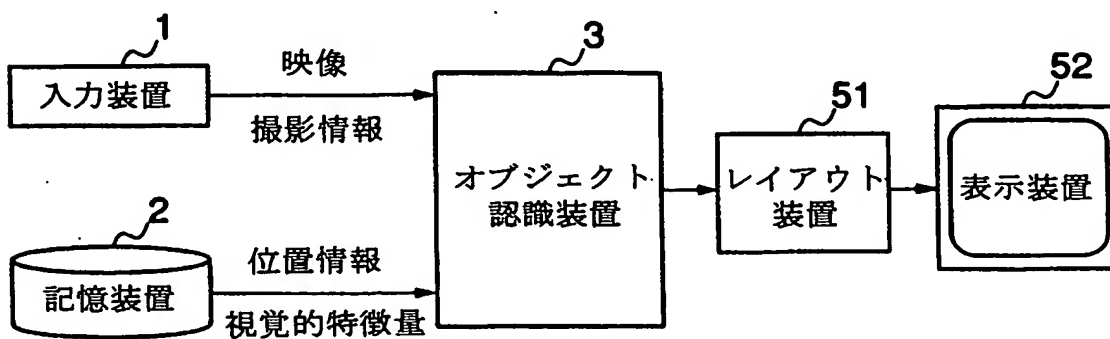 1
入力装置
映像
撮影情報
2
記憶装置
位置情報
視覚的特徴量
3
オブジェクト
認識装置
51
レイアウト
装置
52
表示装置